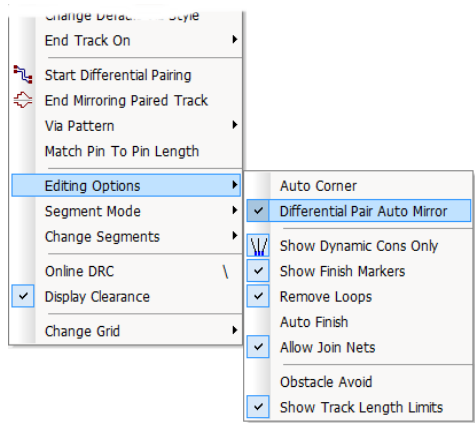 Change Style
End Track On
Start Differential Pairing
End Mirroring Paired Track
Via Pattern
Match Pin To Pin Length
Editing Options
Segment Mode
Change Segments
Online DRC \
Display Clearance
Change Grid
Auto Corner
Differential Pair Auto Mirror
Show Dynamic Cons Only
Show Finish Markers
Remove Loops
Auto Finish
Allow Join Nets
Obstacle Avoid
Show Track Length Limits